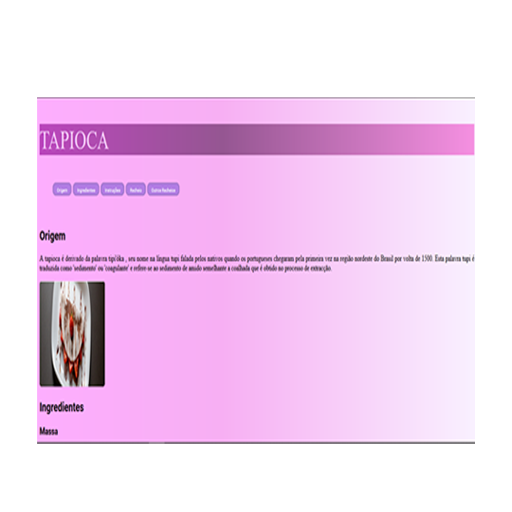 TAPIOCA
Origem Ingredientes Instruções Recheio Outros Recheios
Origem
A tapioca é derivado da palavra tipi'óka , seu nome na língua tupi falada pelos nativos quando os portugueses chegaram pela primeira vez na região nordeste do Brasil por volta de 1500. Esta palavra tupi é
traduzida como 'sedimento' ou 'coagulante' e refere-se ao sedimento de amido semelhante a coalhada que é obtido no processo de extracção.
Ingredientes
Massa